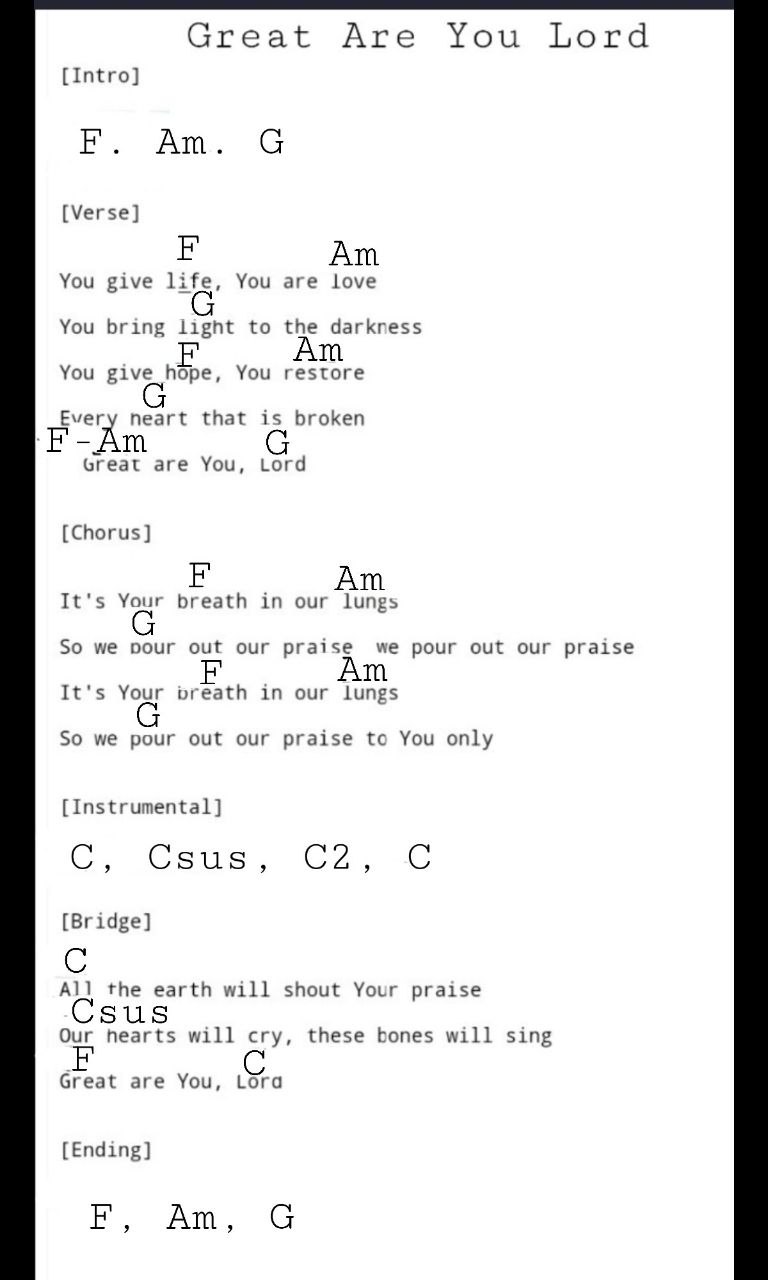 Great Are You Lord
[Intro]
F. Am. G
[Verse]
F Am
You give life, You are love
G
You bring light to the darkness
F Am
You give hope, You restore
G
Every heart that is broken
F-Am G
Great are You, Lord
[Chorus]
F Am
It's Your breath in our lungs
G
So we pour out our praise we pour out our praise
F Am
It's Your breath in our lungs
G
So we pour out our praise to You only
[Instrumental]
C, Csus, C2, C
[Bridge]
C
All the earth will shout Your praise
Csus
Our hearts will cry, these bones will sing
F C
Great are You, Lord
[Ending]
F, Am, G